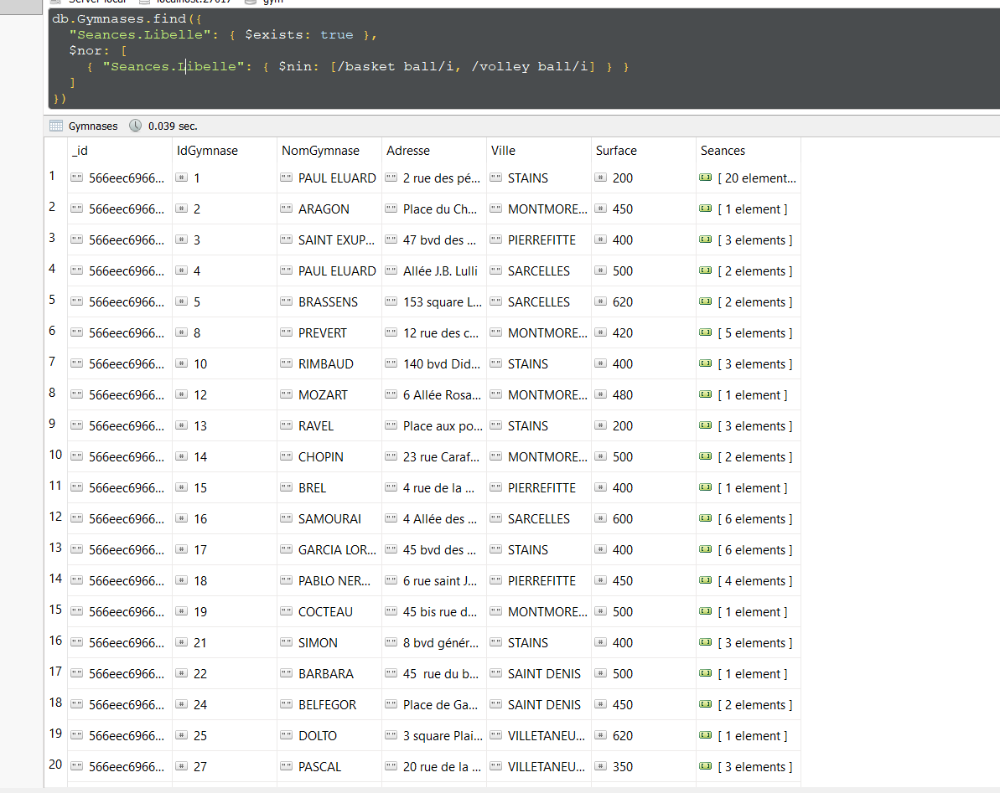 db.Gymnases.find({
"Seances.Libelle": { $exists: true },
$nor: [
{ "Seances.Libelle": { $nin: [/basket ball/i, /volley ball/i] } }
]
})
Gymnases 0.039 sec.
_id IdGymnase NomGymnase Adresse Ville Surface Seances
1 566eec6966... 1 PAUL ELUARD 2 rue des pé... STAINS 200 [ 20 element...
2 566eec6966... 2 ARAGON Place du Ch... MONTMORE... 450 [ 1 element ]
3 566eec6966... 3 SAINT EXUP... 47 bvd des ... PIERREFITTE 400 [ 3 elements ]
4 566eec6966... 4 PAUL ELUARD Allée J.B. Lulli SARCELLES 500 [ 2 elements ]
5 566eec6966... 5 BRASSENS 153 square L... SARCELLES 620 [ 2 elements ]
6 566eec6966... 8 PREVERT 12 rue des c... MONTMORE... 420 [ 5 elements ]
7 566eec6966... 10 RIMBAUD 140 bvd Did... STAINS 400 [ 3 elements ]
8 566eec6966... 12 MOZART 6 Allée Rosa... MONTMORE... 480 [ 1 element ]
9 566eec6966... 13 RAVEL Place aux po... STAINS 200 [ 3 elements ]
10 566eec6966... 14 CHOPIN 23 rue Caraf... MONTMORE... 500 [ 2 elements ]
11 566eec6966... 15 BREL 4 rue de la ... PIERREFITTE 400 [ 1 element ]
12 566eec6966... 16 SAMOURAI 4 Allée des ... SARCELLES 600 [ 6 elements ]
13 566eec6966... 17 GARCIA LOR... 45 bvd des ... STAINS 400 [ 6 elements ]
14 566eec6966... 18 PABLO NER... 6 rue saint J... PIERREFITTE 450 [ 4 elements ]
15 566eec6966... 19 COCTEAU 45 bis rue d... MONTMORE... 500 [ 1 element ]
16 566eec6966... 21 SIMON 8 bvd génér... STAINS 400 [ 3 elements ]
17 566eec6966... 22 BARBARA 45 rue du b... SAINT DENIS 500 [ 1 element ]
18 566eec6966... 24 BELFEGOR Place de Ga... SAINT DENIS 450 [ 2 elements ]
19 566eec6966... 25 DOLTO 3 square Plai... VILLETANEU... 620 [ 1 element ]
20 566eec6966... 27 PASCAL 20 rue de la ... VILLETANEU... 350 [ 3 elements ]